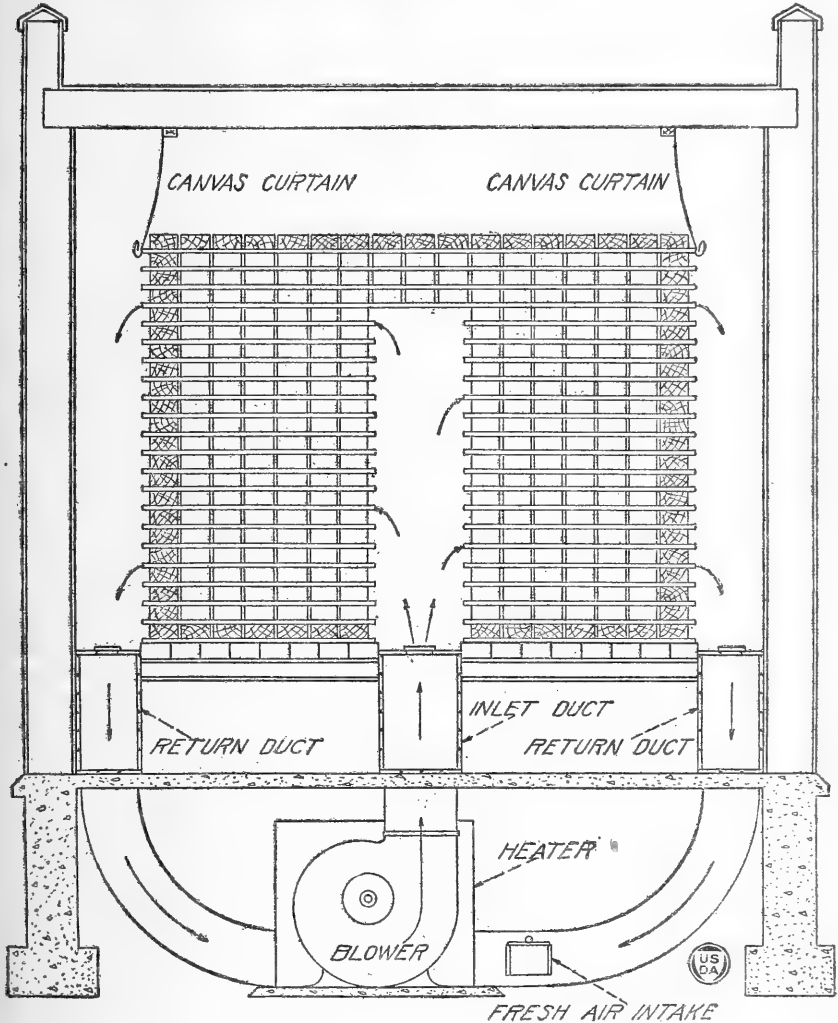 CANVAS CURTAIN
CANVAS CURTAIN
INLET DUCT
RETURN DUCT
RETURN DUCT
HEATER
BLOWER
US
DA
FRESH AIR INTAKE